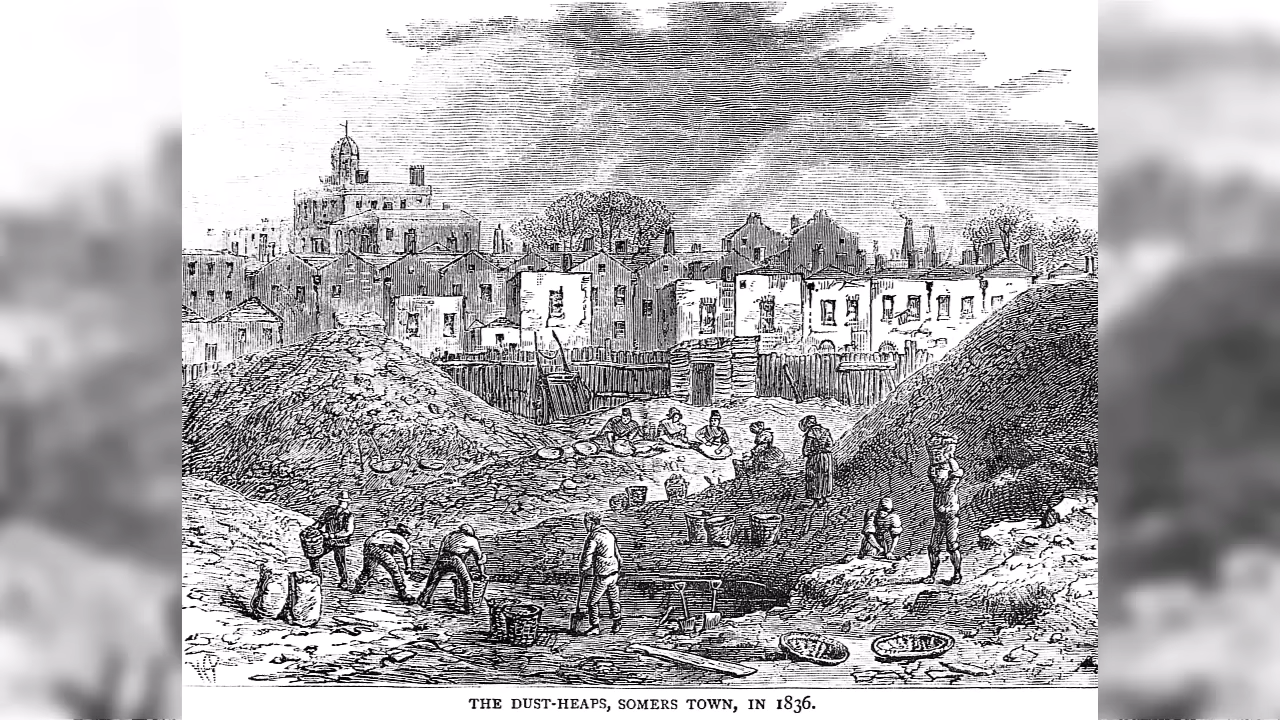 THE DUST-HEAPS, SOMERS TOWN, IN 1836.